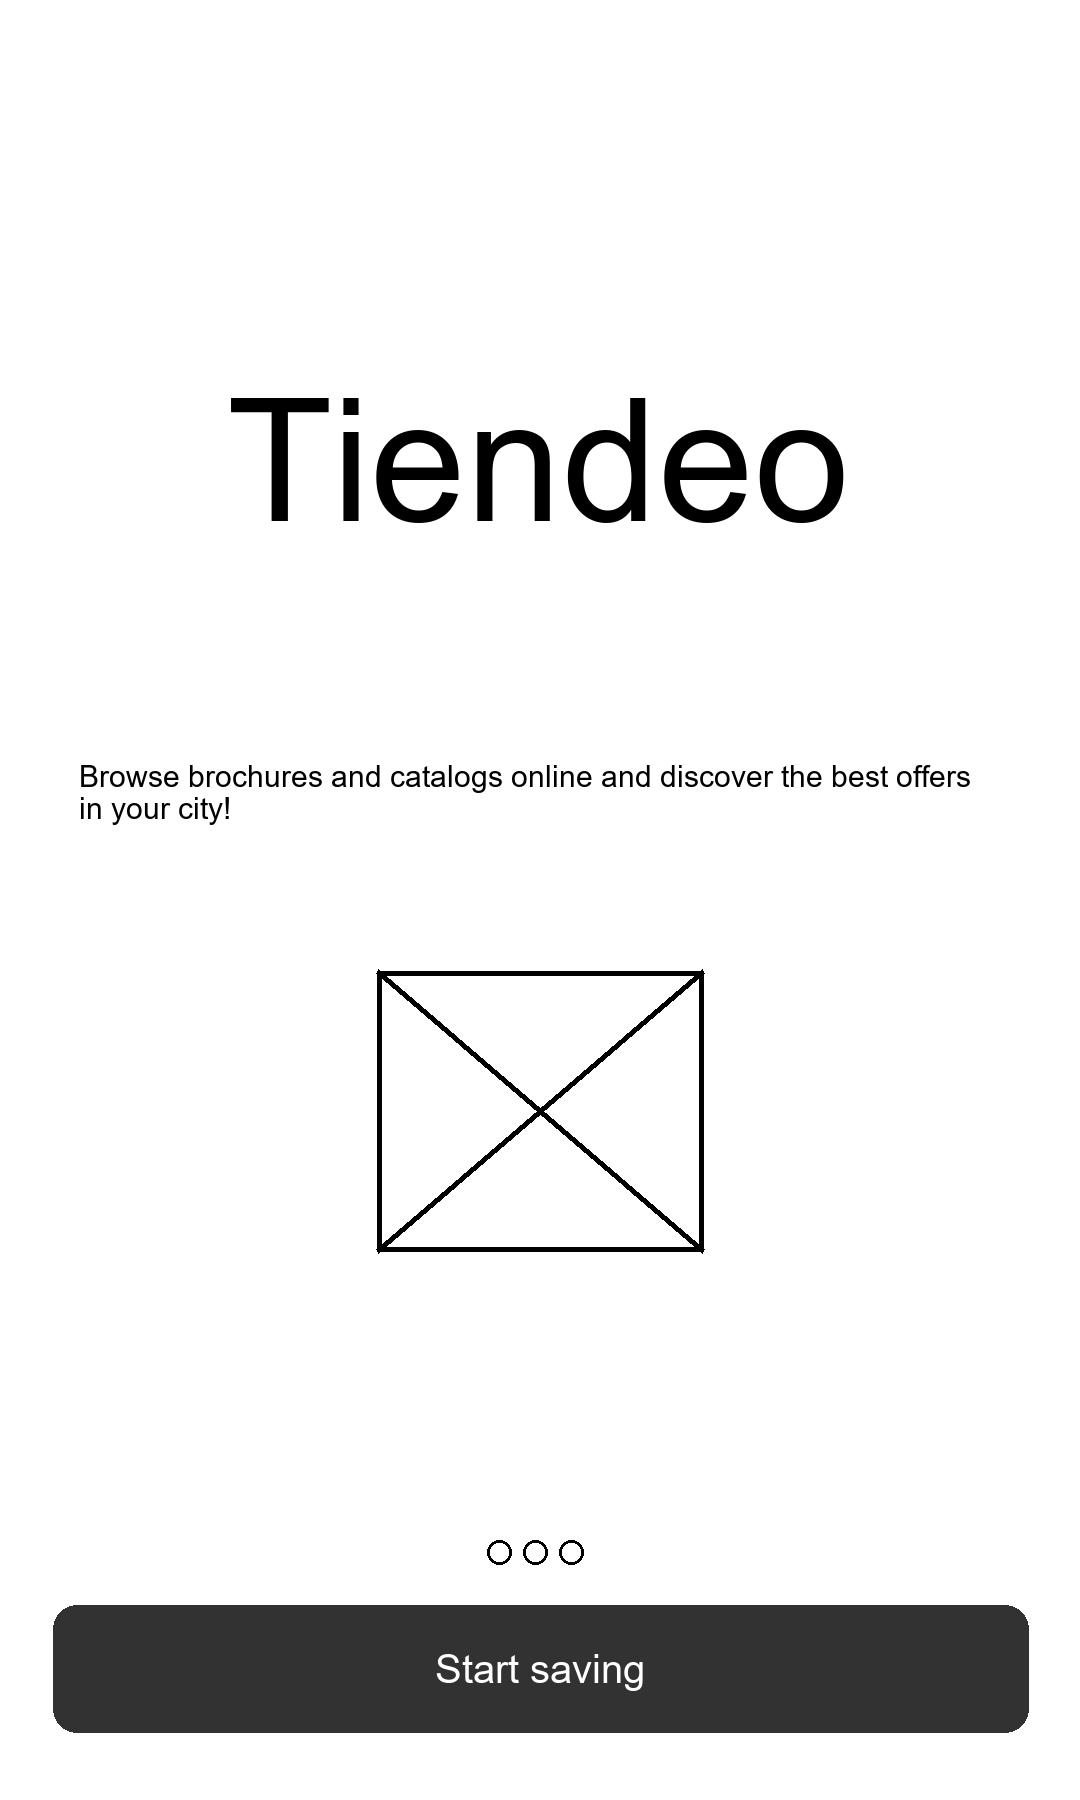 Tiendeo
Browse brochures and catalogs online and discover the best offers
in your city!
Start saving